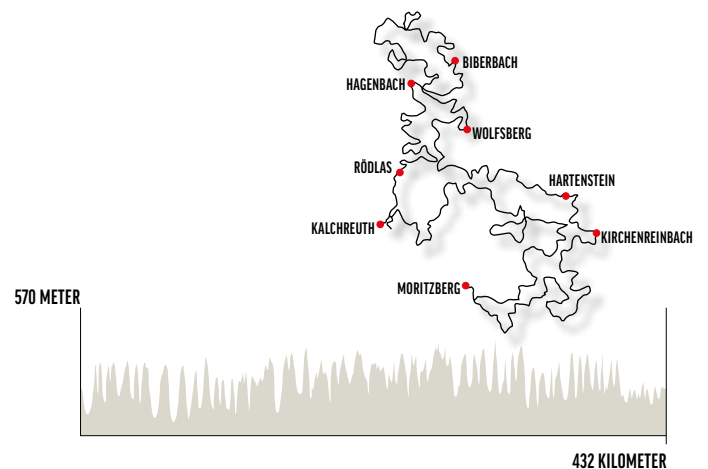 BIBERBACH
HAGENBACH
WOLFSBERG
RÖDLAS
HARTENSTEIN
KALCHREUTH
KIRCHENREINBACH
MORITZBERG
570 METER
432 KILOMETER